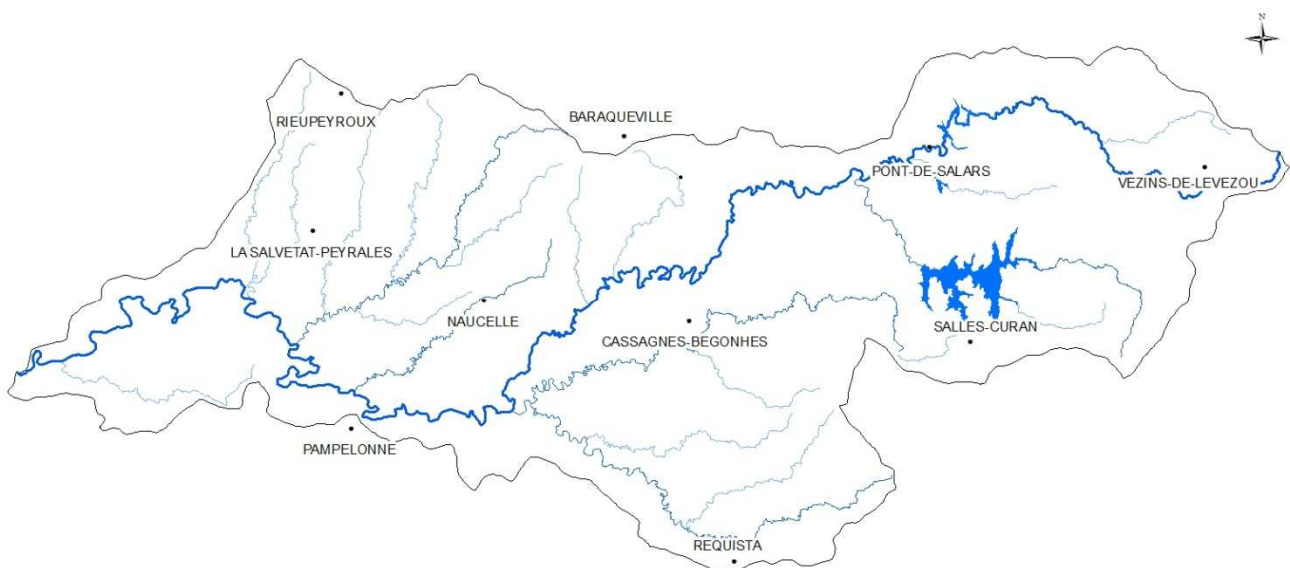 N
RIEUPEYROUX
BARAQUEVILLE
PONT-DE-SALARS
VEZINS-DE-LEVEZOU
LA SALVETAT-PEYRALES
NAUCELLE
SALLES-CURAN
CASSAGNES-BEGONHES
PAMPELONNE
REQUISTA